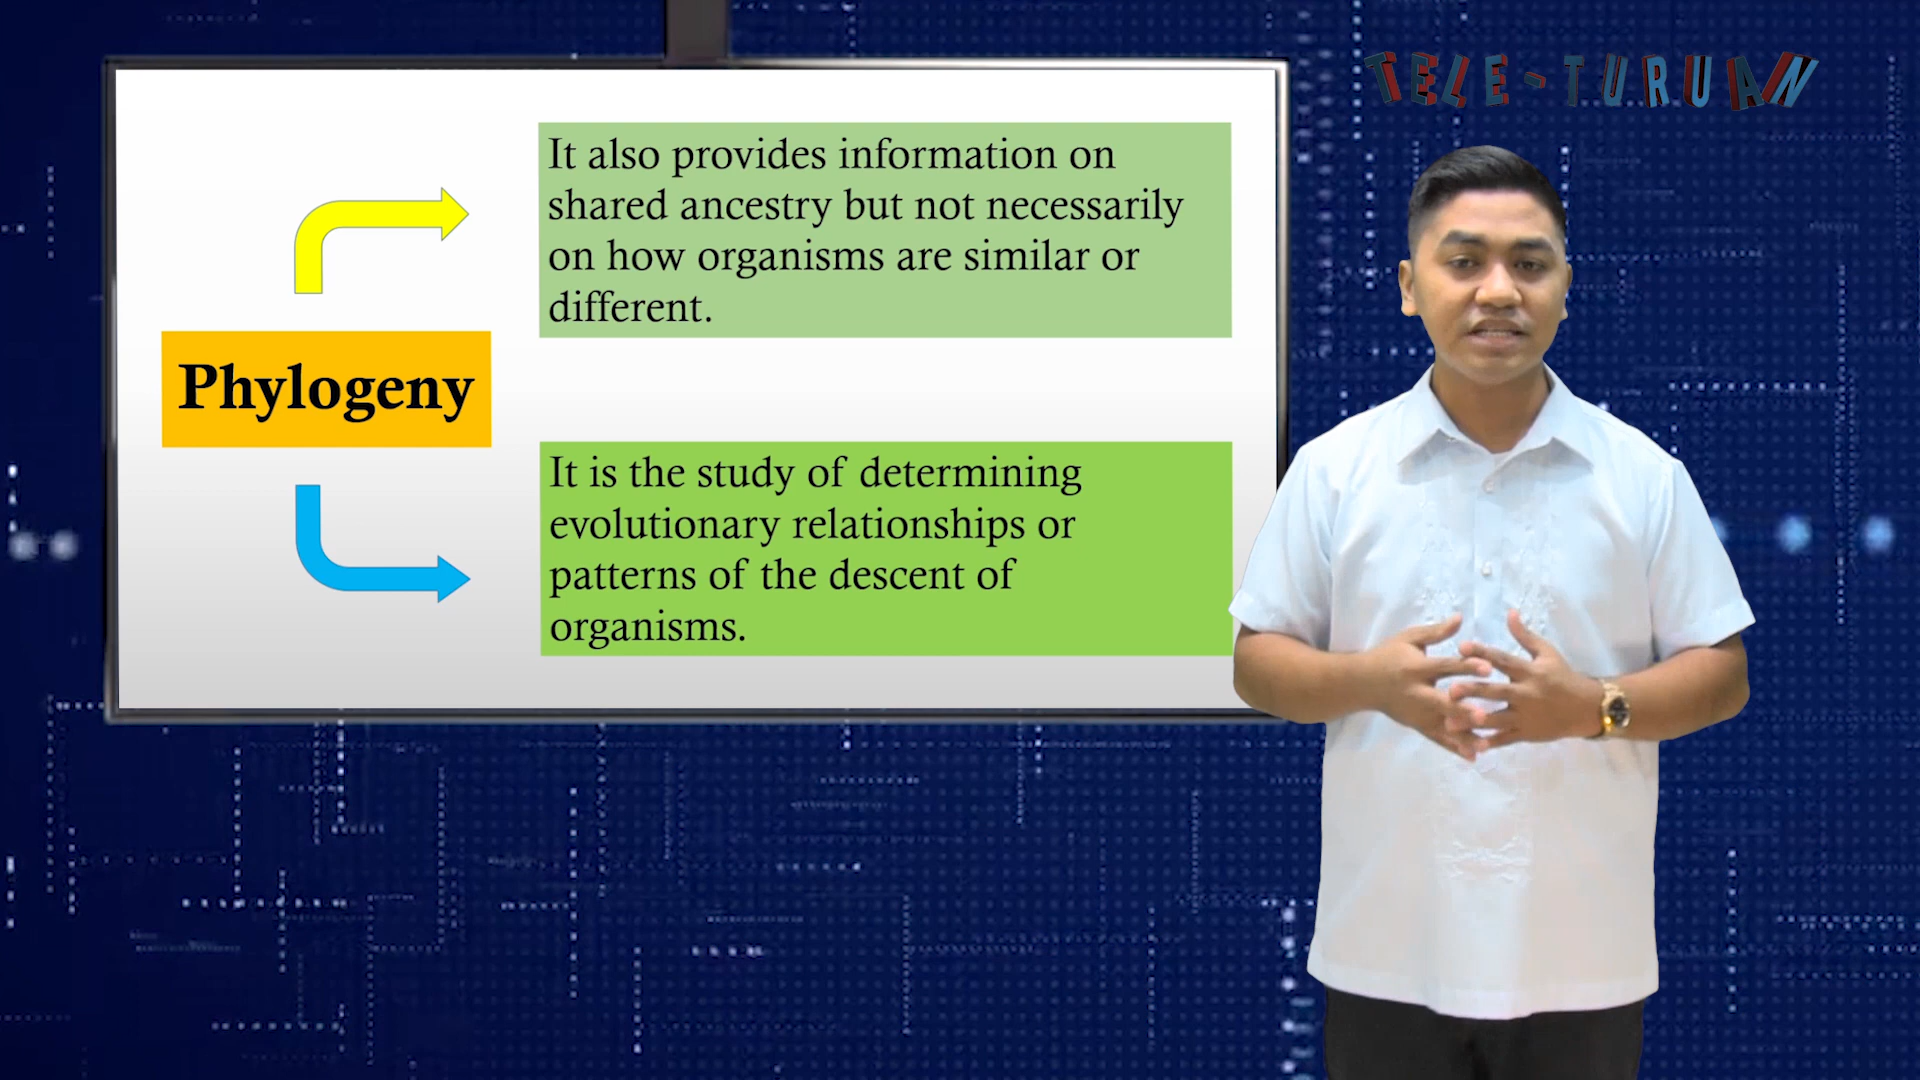 TELE-TURUAN
It also provides information on
shared ancestry but not necessarily
on how organisms are similar or
different.
Phylogeny
It is the study of determining
evolutionary relationships or
patterns of the descent of
organisms.